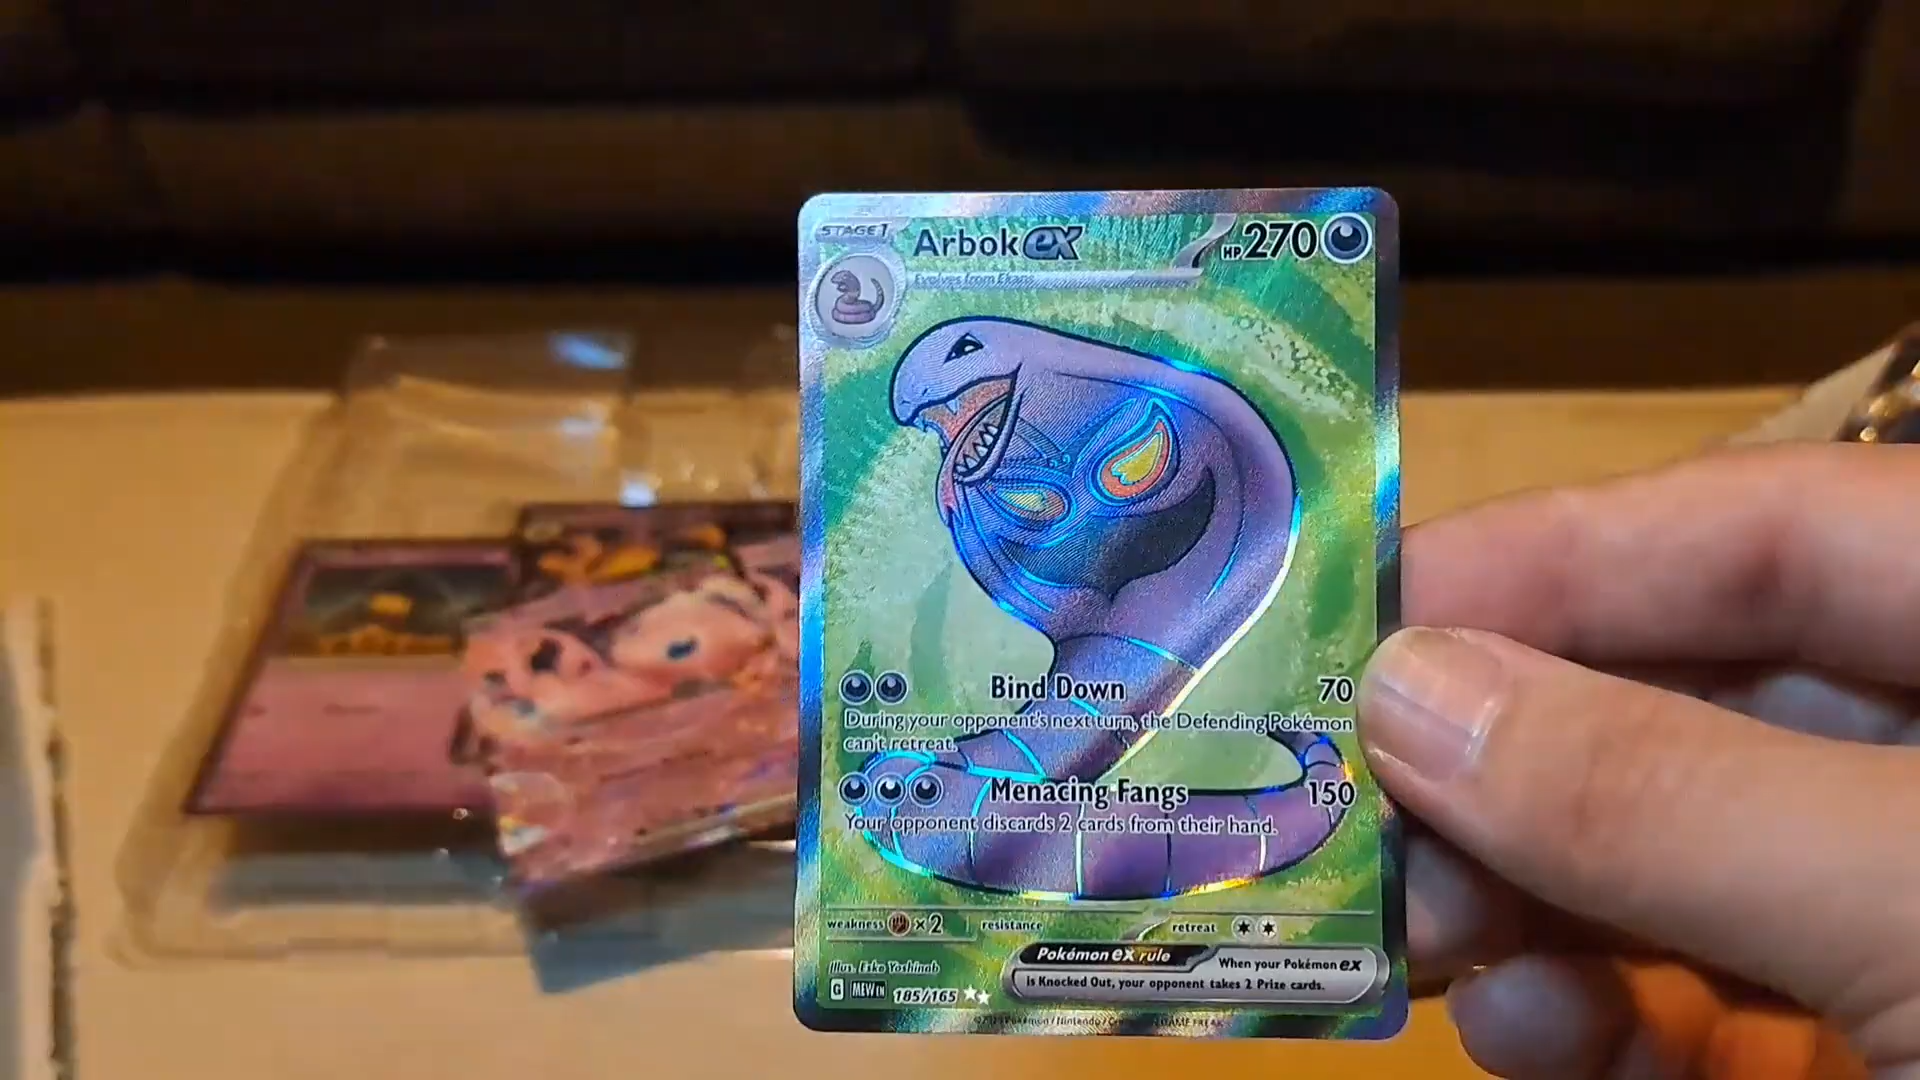 STAGE 1
Arbok ex
HP 270
Evolves from Ekans
Bind Down 70
During your opponent's next turn, the Defending Pokémon
can't retreat.
Menacing Fangs 150
Your opponent discards 2 cards from their hand.
weakness ×2 resistance retreat
Pokémon ex rule
When your Pokémon ex
is Knocked Out, your opponent takes 2 Prize cards.
Illus. Eske Yoshinob
G MEW EN 185/165
Pokémon / Nintendo / GAME FREAK